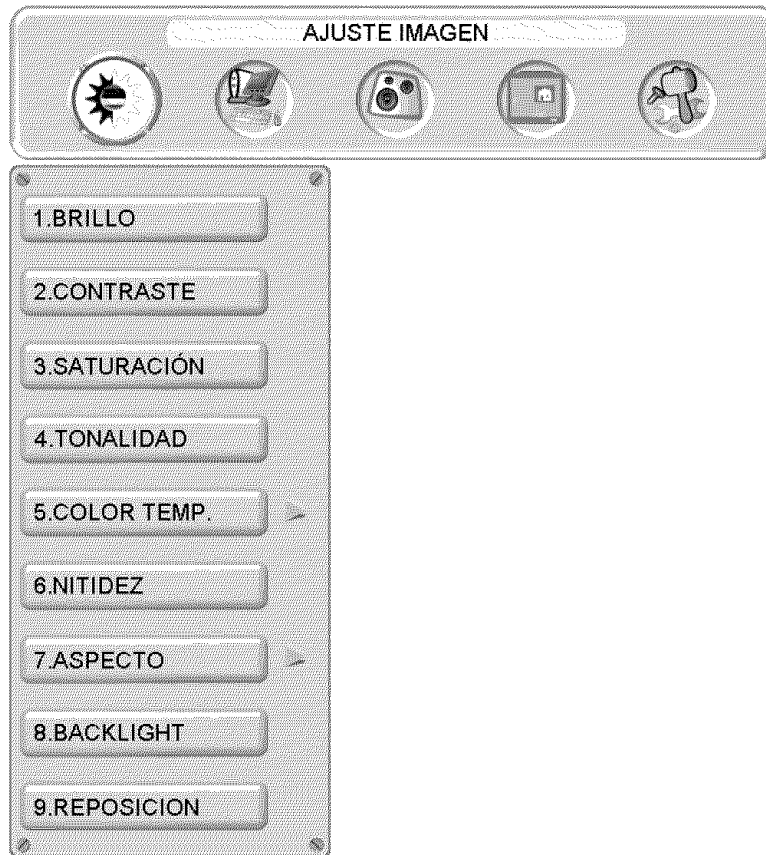 AJUSTE IMAGEN
1.BRILLO
2.CONTRASTE
3.SATURACIÓN
4.TONALIDAD
5.COLOR TEMP.
6.NITIDEZ
7.ASPECTO
8.BACKLIGHT
9.REPOSICION